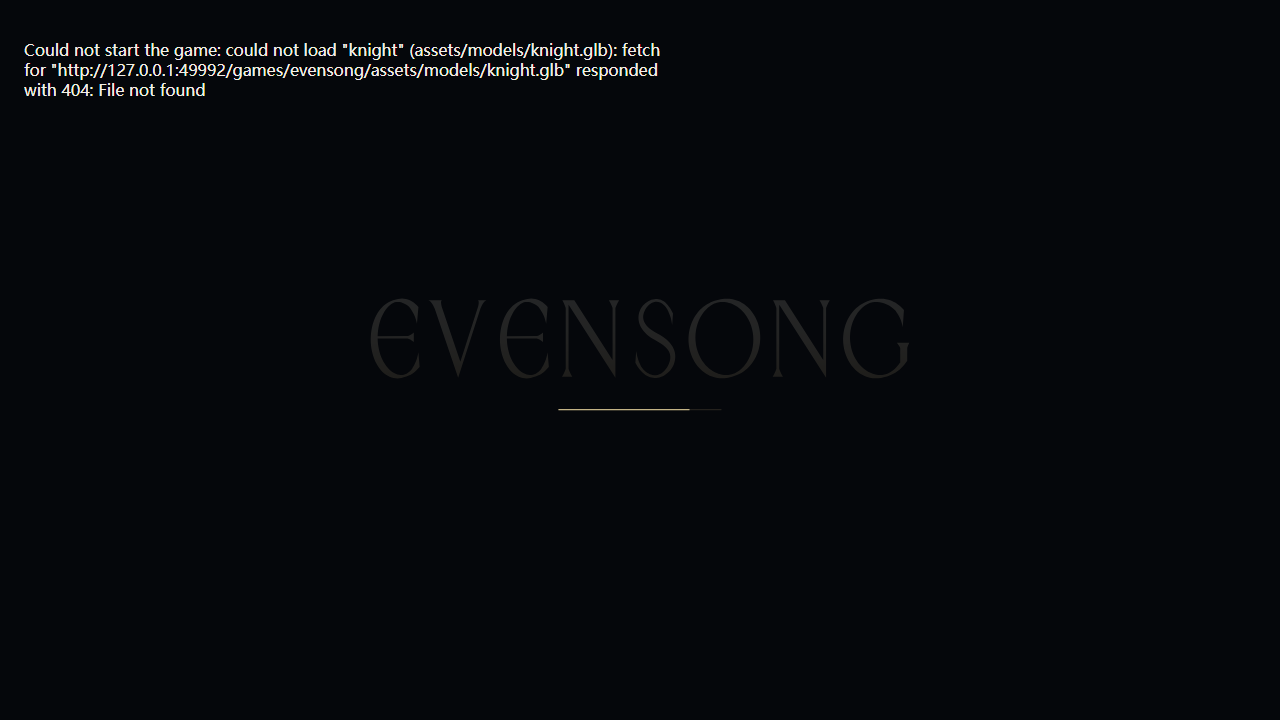 Could not start the game: could not load "knight" (assets/models/knight.glb): fetch
for "http://127.0.0.1:49992/games/evensong/assets/models/knight.glb" responded
with 404: File not found
EVENSONG